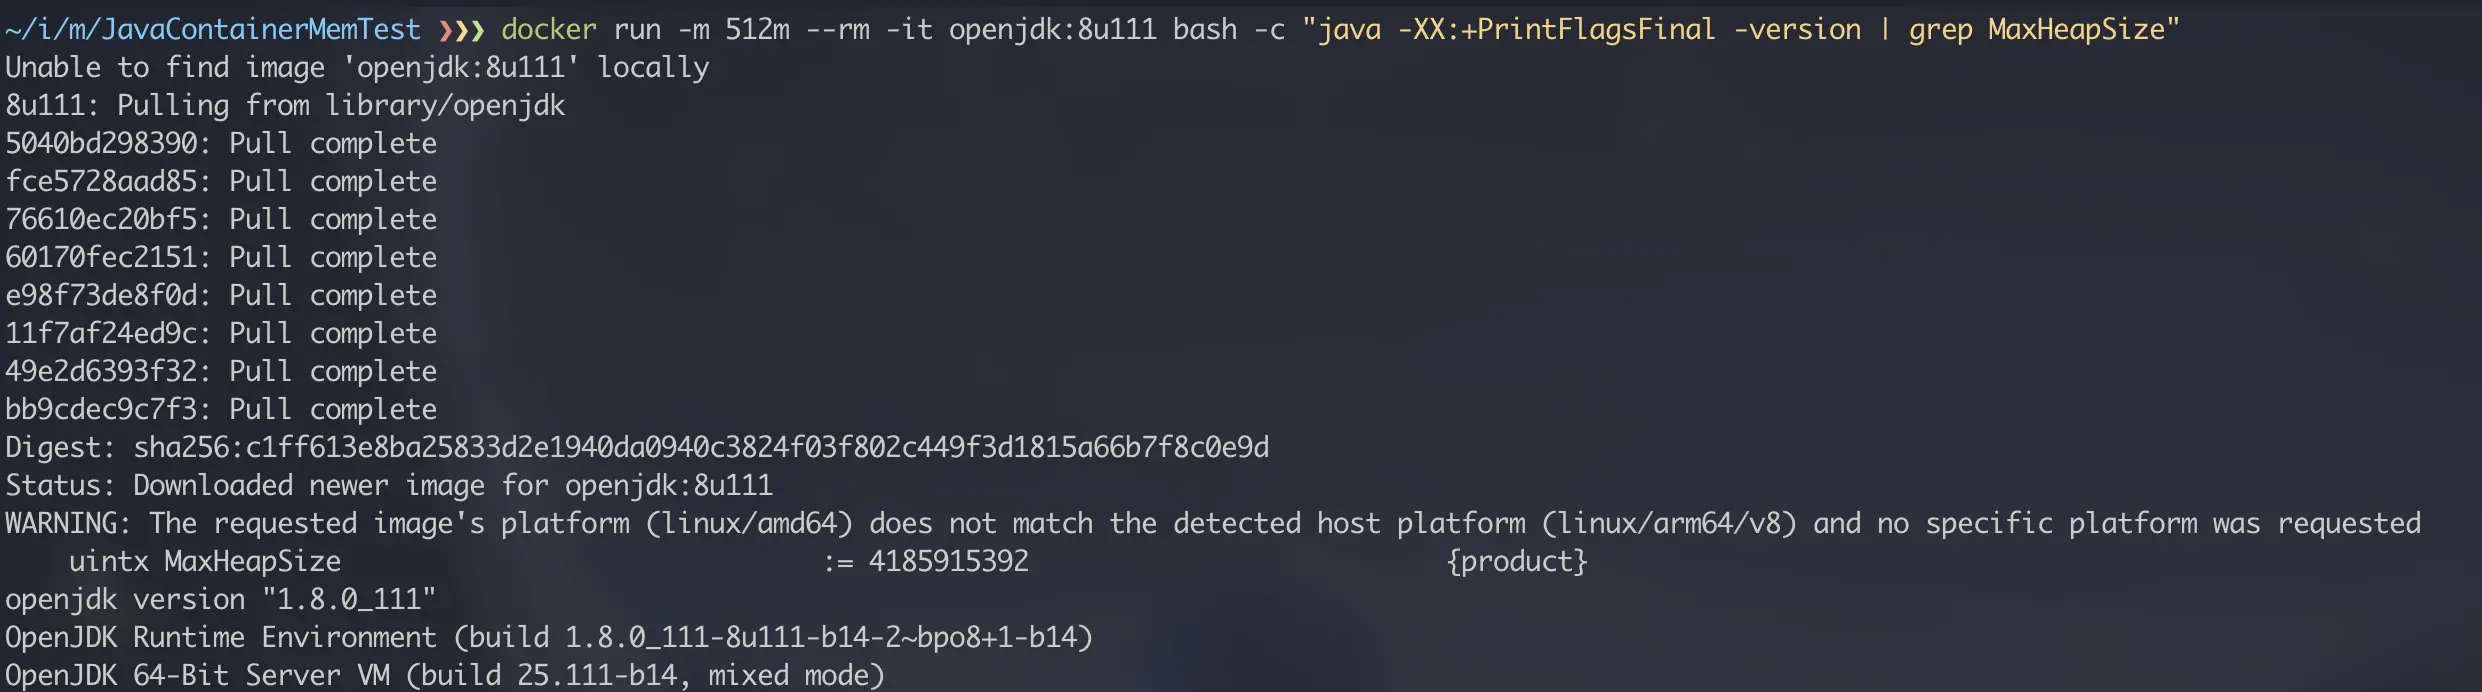 ~/i/m/JavaContainerMemTest ❯❯❯ docker run -m 512m --rm -it openjdk:8u111 bash -c "java -XX:+PrintFlagsFinal -version | grep MaxHeapSize"
Unable to find image 'openjdk:8u111' locally
8u111: Pulling from library/openjdk
5040bd298390: Pull complete
fce5728aad85: Pull complete
76610ec20bf5: Pull complete
60170fec2151: Pull complete
e98f73de8f0d: Pull complete
11f7af24ed9c: Pull complete
49e2d6393f32: Pull complete
bb9cdec9c7f3: Pull complete
Digest: sha256:c1ff613e8ba25833d2e1940da0940c3824f03f802c449f3d1815a66b7f8c0e9d
Status: Downloaded newer image for openjdk:8u111
WARNING: The requested image's platform (linux/amd64) does not match the detected host platform (linux/arm64/v8) and no specific platform was requested
    uintx MaxHeapSize                              := 4185915392                          {product}
openjdk version "1.8.0_111"
OpenJDK Runtime Environment (build 1.8.0_111-8u111-b14-2~bpo8+1-b14)
OpenJDK 64-Bit Server VM (build 25.111-b14, mixed mode)